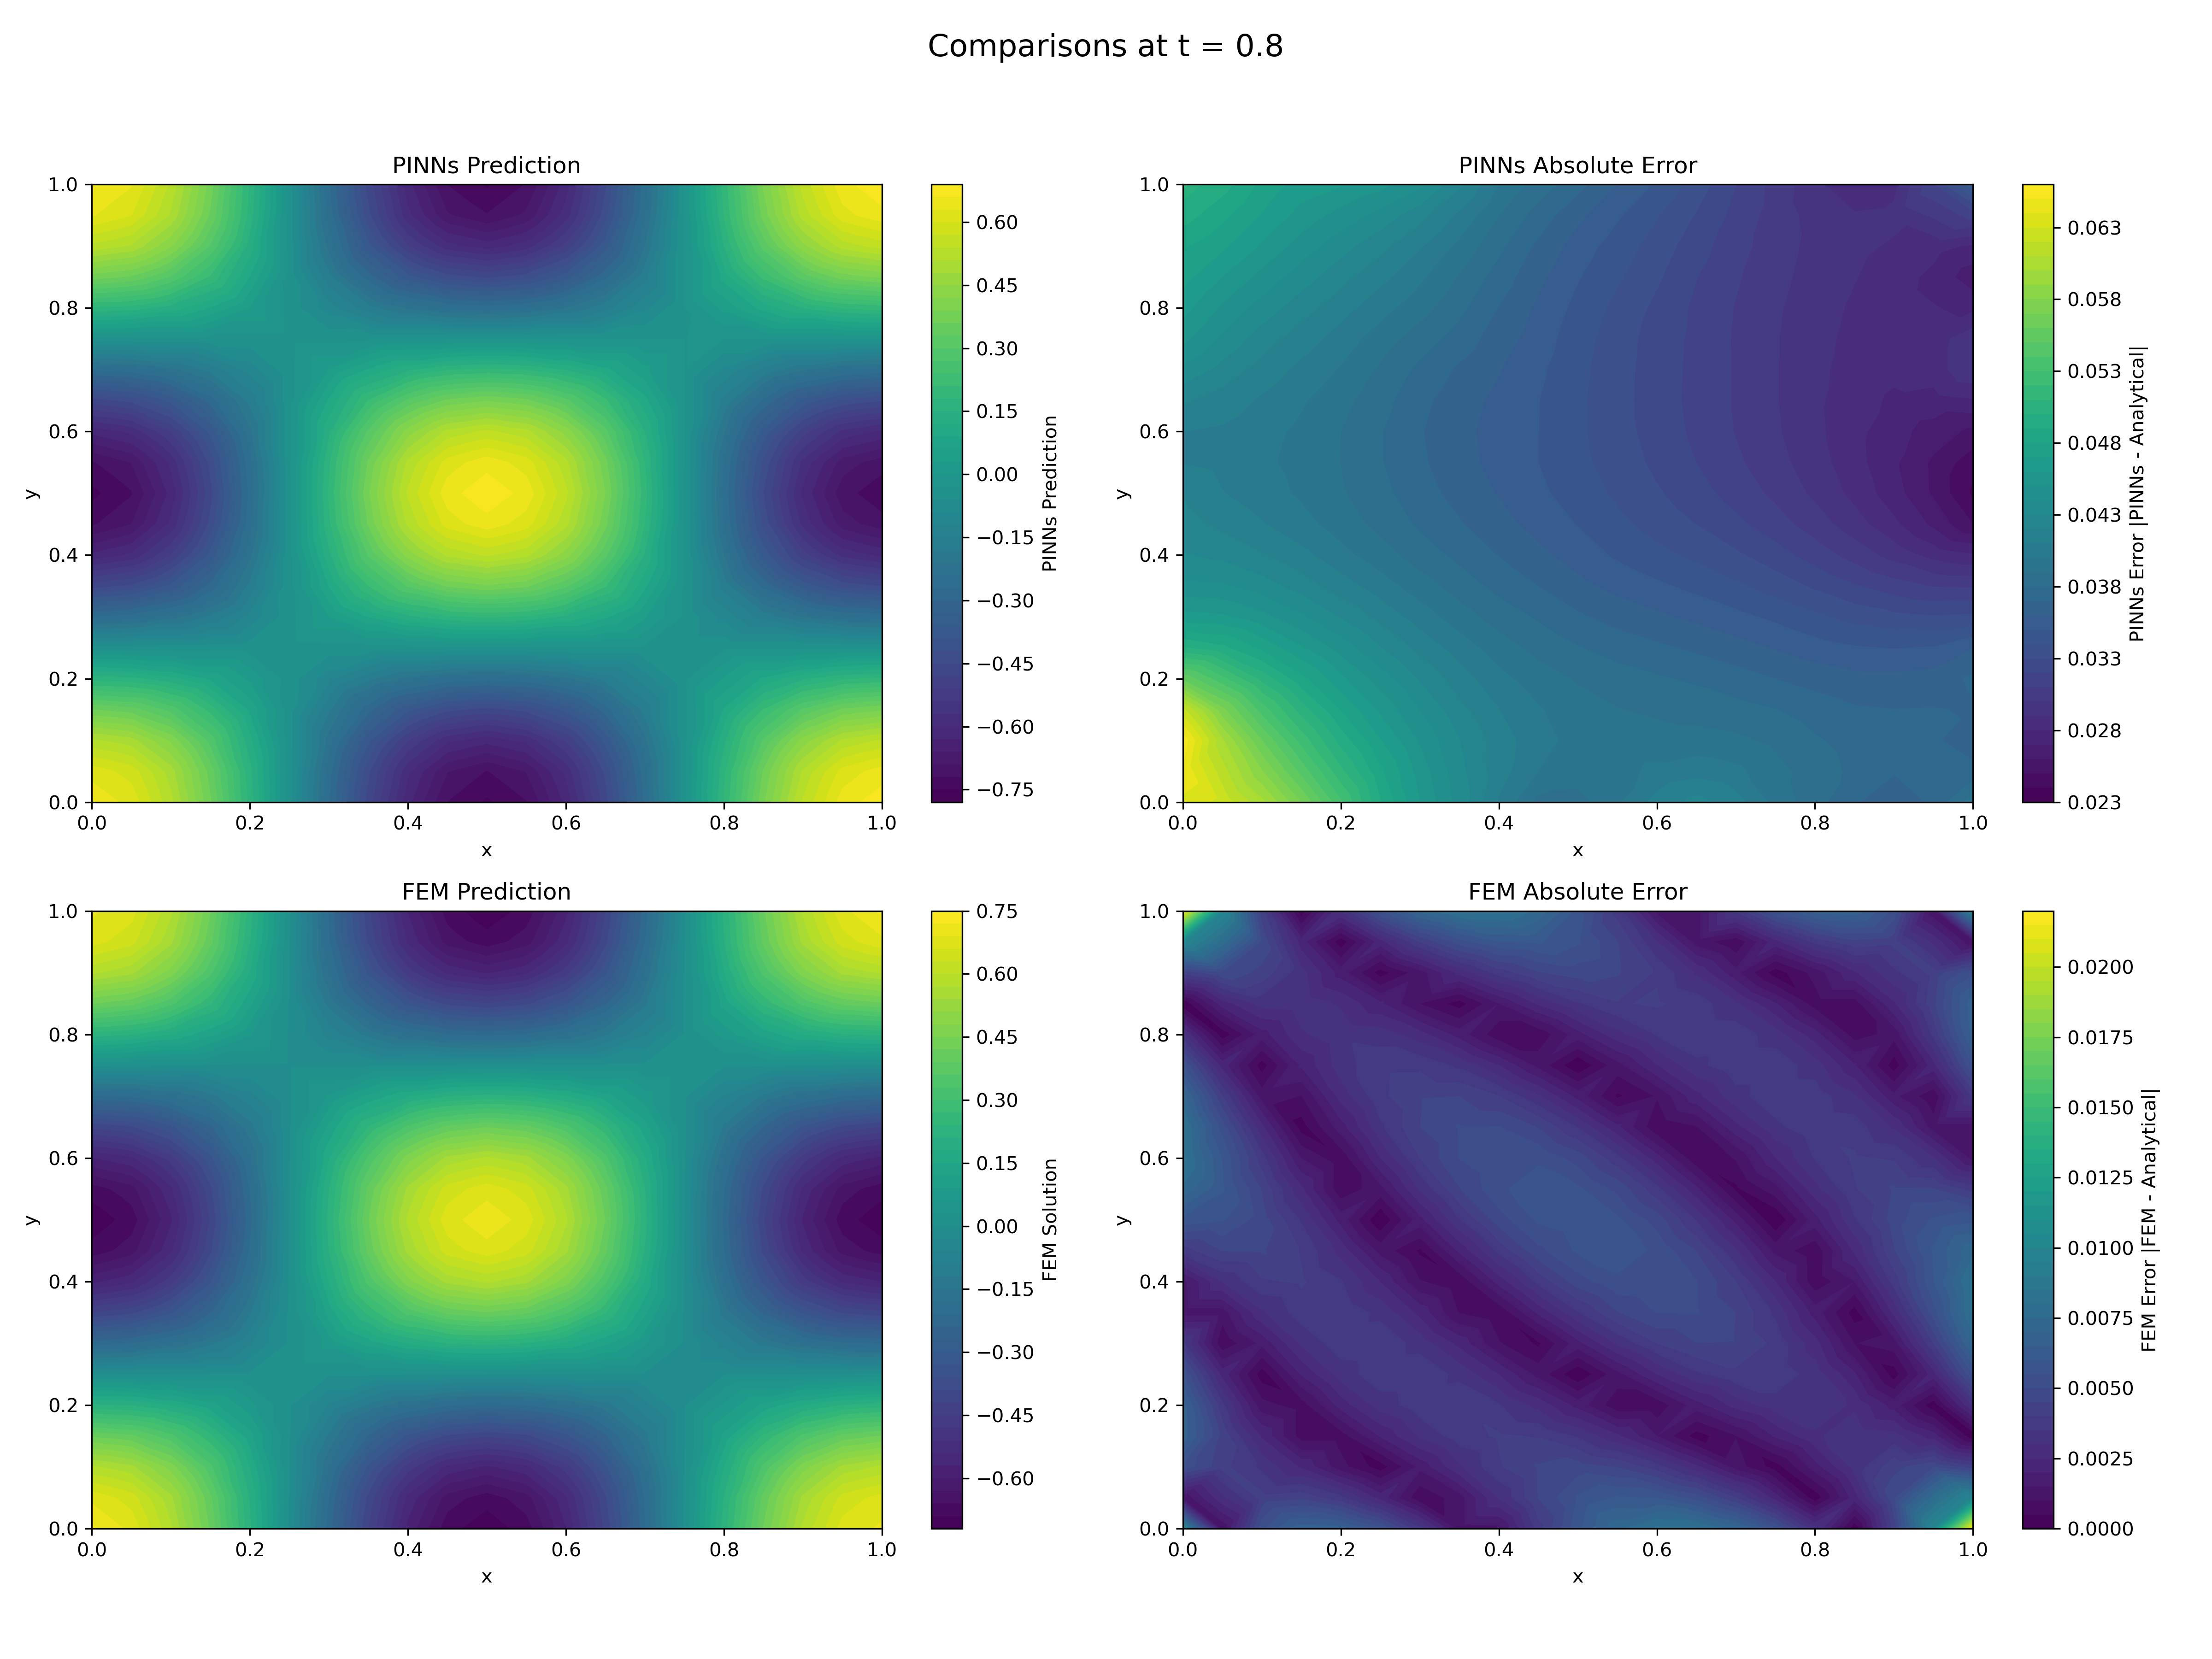 Comparisons at t = 0.8
PINNs Prediction
1.0
0.8
0.6
0.4
0.2
0.0
y
0.0 0.2 0.4 0.6 0.8 1.0
x
0.60
0.45
0.30
0.15
0.00
−0.15
−0.30
−0.45
−0.60
−0.75
PINNs Prediction
PINNs Absolute Error
1.0
0.8
0.6
0.4
0.2
0.0
y
0.0 0.2 0.4 0.6 0.8 1.0
x
0.063
0.058
0.053
0.048
0.043
0.038
0.033
0.028
0.023
PINNs Error |PINNs - Analytical|
FEM Prediction
1.0
0.8
0.6
0.4
0.2
0.0
y
0.0 0.2 0.4 0.6 0.8 1.0
x
0.75
0.60
0.45
0.30
0.15
0.00
−0.15
−0.30
−0.45
−0.60
FEM Solution
FEM Absolute Error
1.0
0.8
0.6
0.4
0.2
0.0
y
0.0 0.2 0.4 0.6 0.8 1.0
x
0.0200
0.0175
0.0150
0.0125
0.0100
0.0075
0.0050
0.0025
0.0000
FEM Error |FEM - Analytical|